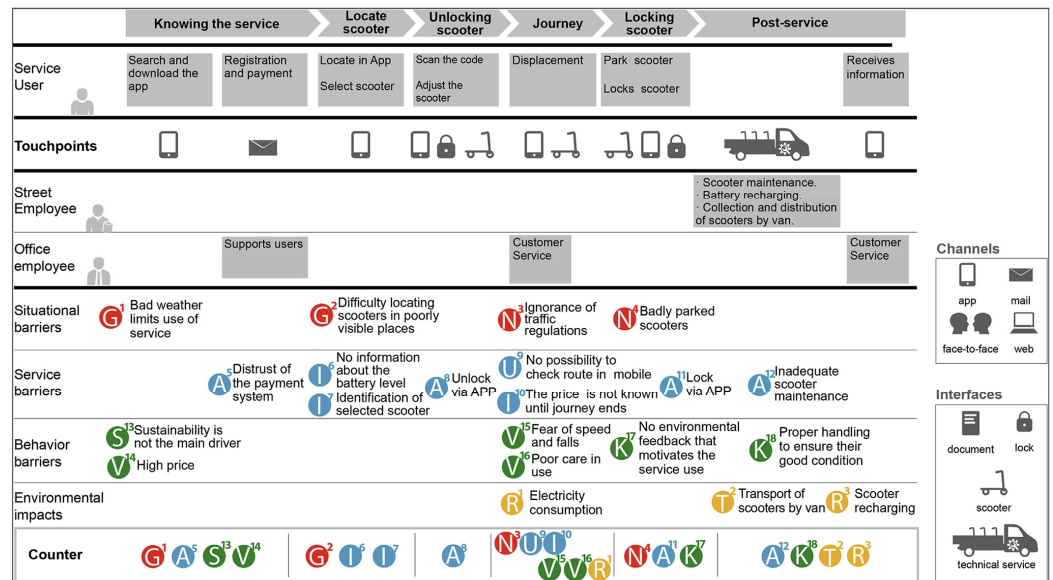 Knowing the service
Locate
scooter
Unlocking
scooter
Journey
Locking
scooter
Post-service
Service
User
Search and
download the
app
Registration
and payment
Locate in App
Select scooter
Scan the code
Adjust the
scooter
Displacement
Park scooter
Locks scooter
Receives
information
Touchpoints
Street
Employee
· Scooter maintenance.
· Battery recharging.
· Collection and distribution
of scooters by van.
Office
employee
Supports users
Customer
Service
Customer
Service
Situational
barriers
G1 Bad weather
limits use of
service
G2 Difficulty locating
scooters in poorly
visible places
N3 Ignorance of
traffic
regulations
N4 Badly parked
scooters
Service
barriers
A5 Distrust of
the payment
system
I6 No information
about the
battery level
I7 Identification of
selected scooter
A8 Unlock
via APP
U9 No possibility to
check route in mobile
I10 The price is not known
until journey ends
A11 Lock
via APP
A12 Inadequate
scooter
maintenance
Behavior
barriers
S13 Sustainability is
not the main driver
V14 High price
V15 Fear of speed
and falls
V16 Poor care in
use
K17 No environmental
feedback that
motivates the
service use
K18 Proper handling
to ensure their
good condition
Environmental
impacts
R1 Electricity
consumption
T2 Transport of
scooters by van
R3 Scooter
recharging
Counter
G1 A5 S13 V14
G2 I6 I7
A8
N3 U9 I10
V15 V16 R1
N4 A11 K17
A12 K18 T2 R3
Channels
app
mail
face-to-face
web
Interfaces
document
lock
scooter
technical service